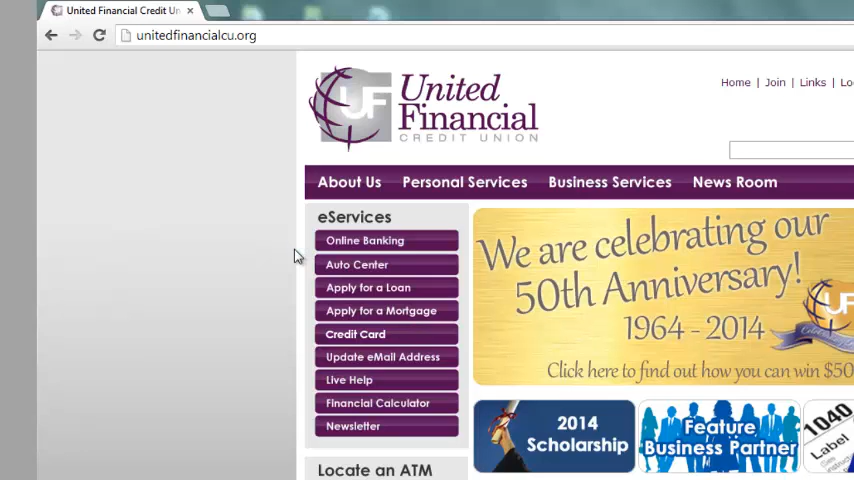 United Financial Credit Un
unitedfinancialcu.org
UF
United
Financial
CREDIT UNION
Home | Join | Links | Lo
About Us Personal Services Business Services News Room
eServices
Online Banking
Auto Center
Apply for a Loan
Apply for a Mortgage
Credit Card
Update eMail Address
Live Help
Financial Calculator
Newsletter
Locate an ATM
We are celebrating our
50th Anniversary!
1964 - 2014
UF
Click here to find out how you can win $50
2014
Scholarship
Feature
Business Partner
1040
Label